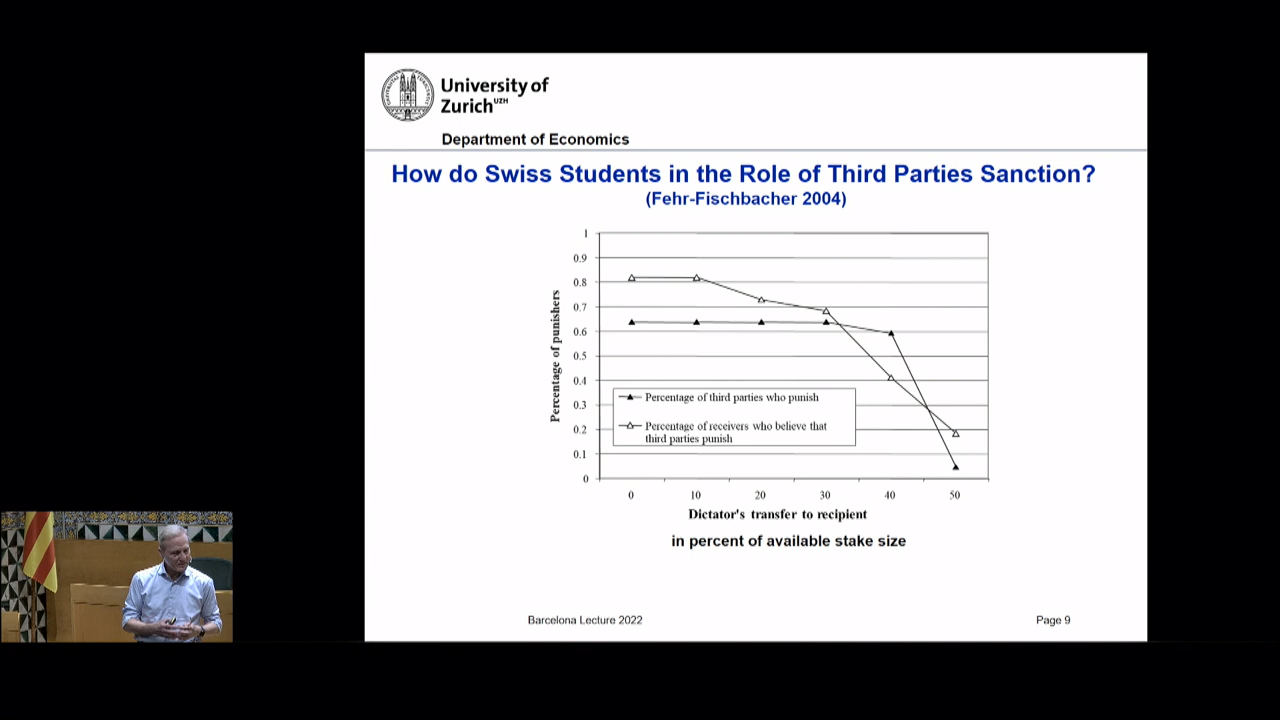 University of
Zurich UZH
Department of Economics
How do Swiss Students in the Role of Third Parties Sanction?
(Fehr-Fischbacher 2004)
1
0.9
0.8
0.7
0.6
0.5
0.4
0.3
0.2
0.1
0
Percentage of punishers
Percentage of third parties who punish
Percentage of receivers who believe that
third parties punish
0 10 20 30 40 50
Dictator's transfer to recipient
in percent of available stake size
Barcelona Lecture 2022
Page 9